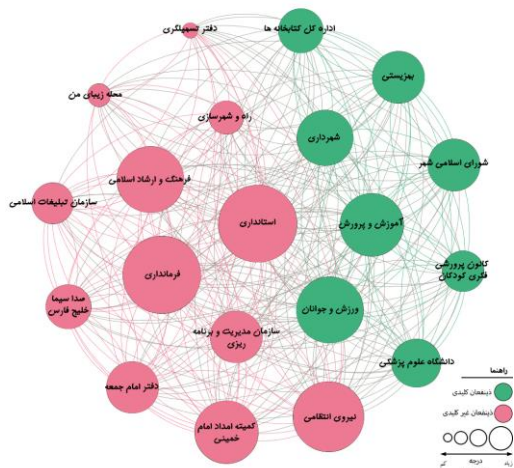 دفتر تسهیلگری
اداره کل کتابخانه ها
محله زیبای من
بهزیستی
راه و شهرسازی
شهرداری
شورای اسلامی شهر
فرهنگ و ارشاد اسلامی
سازمان تبلیغات اسلامی
استانداری
آموزش و پرورش
کانون پرورشی
فکری کودکان
فرمانداری
صدا سیما
خلیج فارس
ورزش و جوانان
سازمان مدیریت و برنامه
ریزی
دانشگاه علوم پزشکی
دفتر امام جمعه
کمیته امداد امام
خمینی
نیروی انتقامی
راهنما
ذینفعان کلیدی
ذینفعان غیر کلیدی
درجه
زیاد
کم